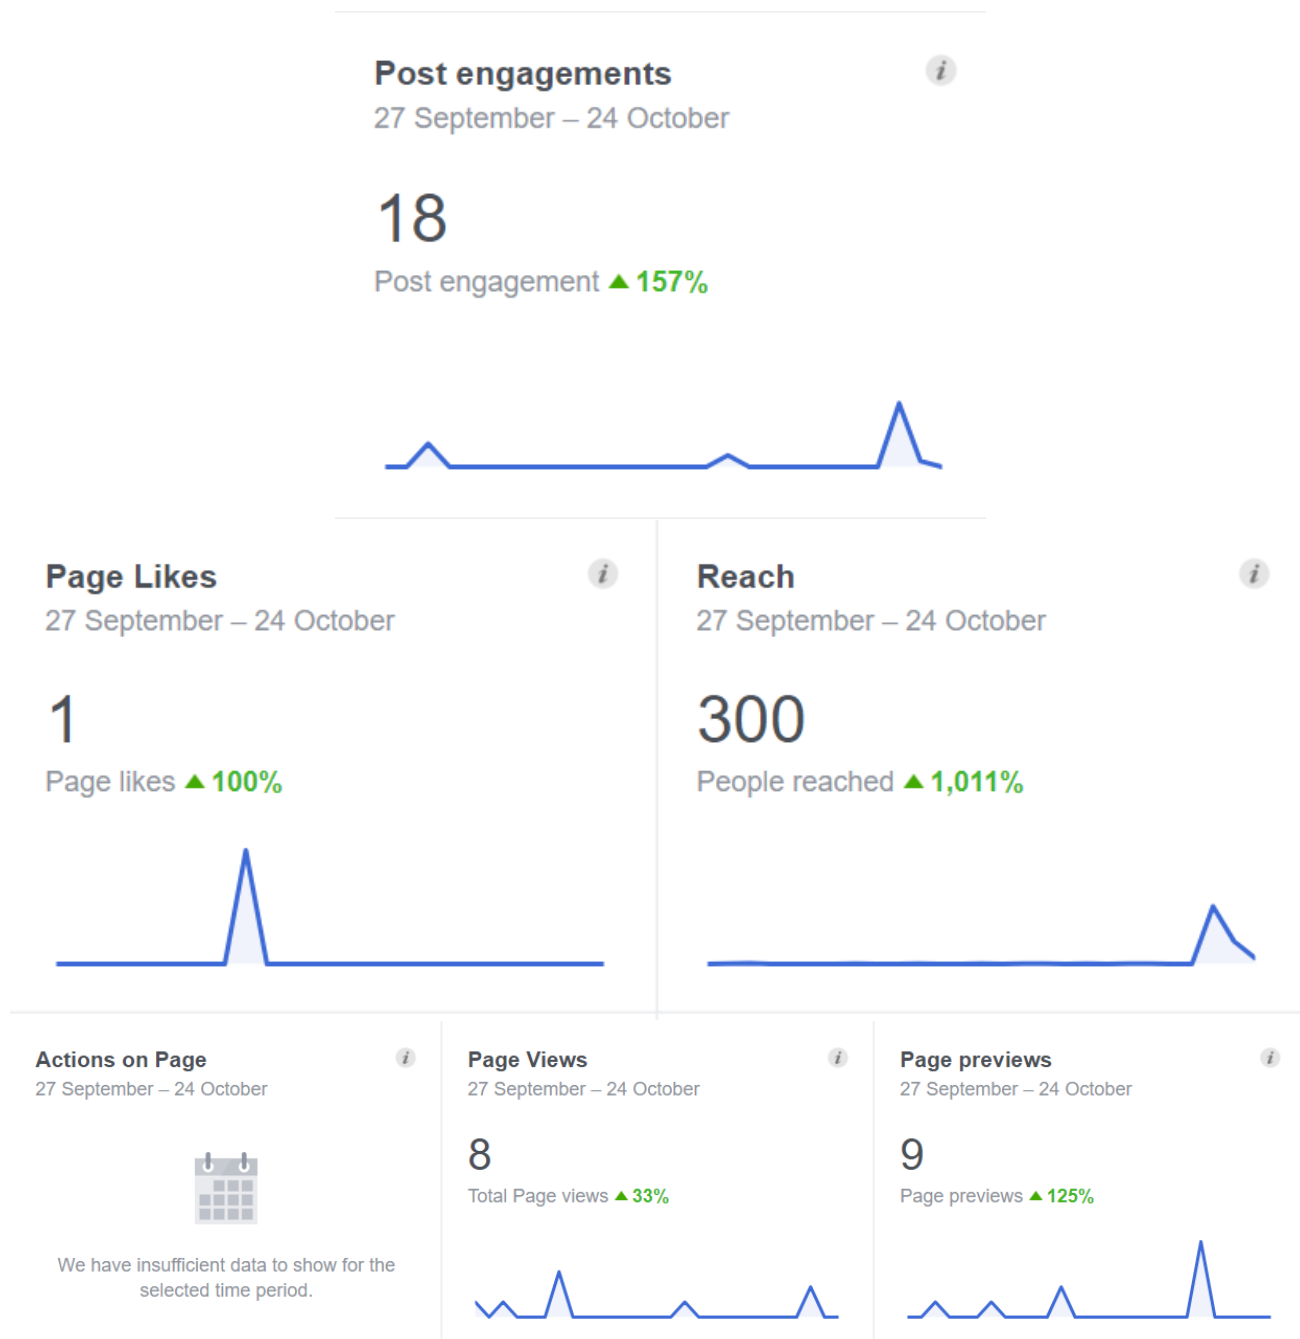 Post engagements
27 September – 24 October
18
Post engagement ▲ 157%
Page Likes
27 September – 24 October
1
Page likes ▲ 100%
Reach
27 September – 24 October
300
People reached ▲ 1,011%
Actions on Page
27 September – 24 October
We have insufficient data to show for the
selected time period.
Page Views
27 September – 24 October
8
Total Page views ▲ 33%
Page previews
27 September – 24 October
9
Page previews ▲ 125%